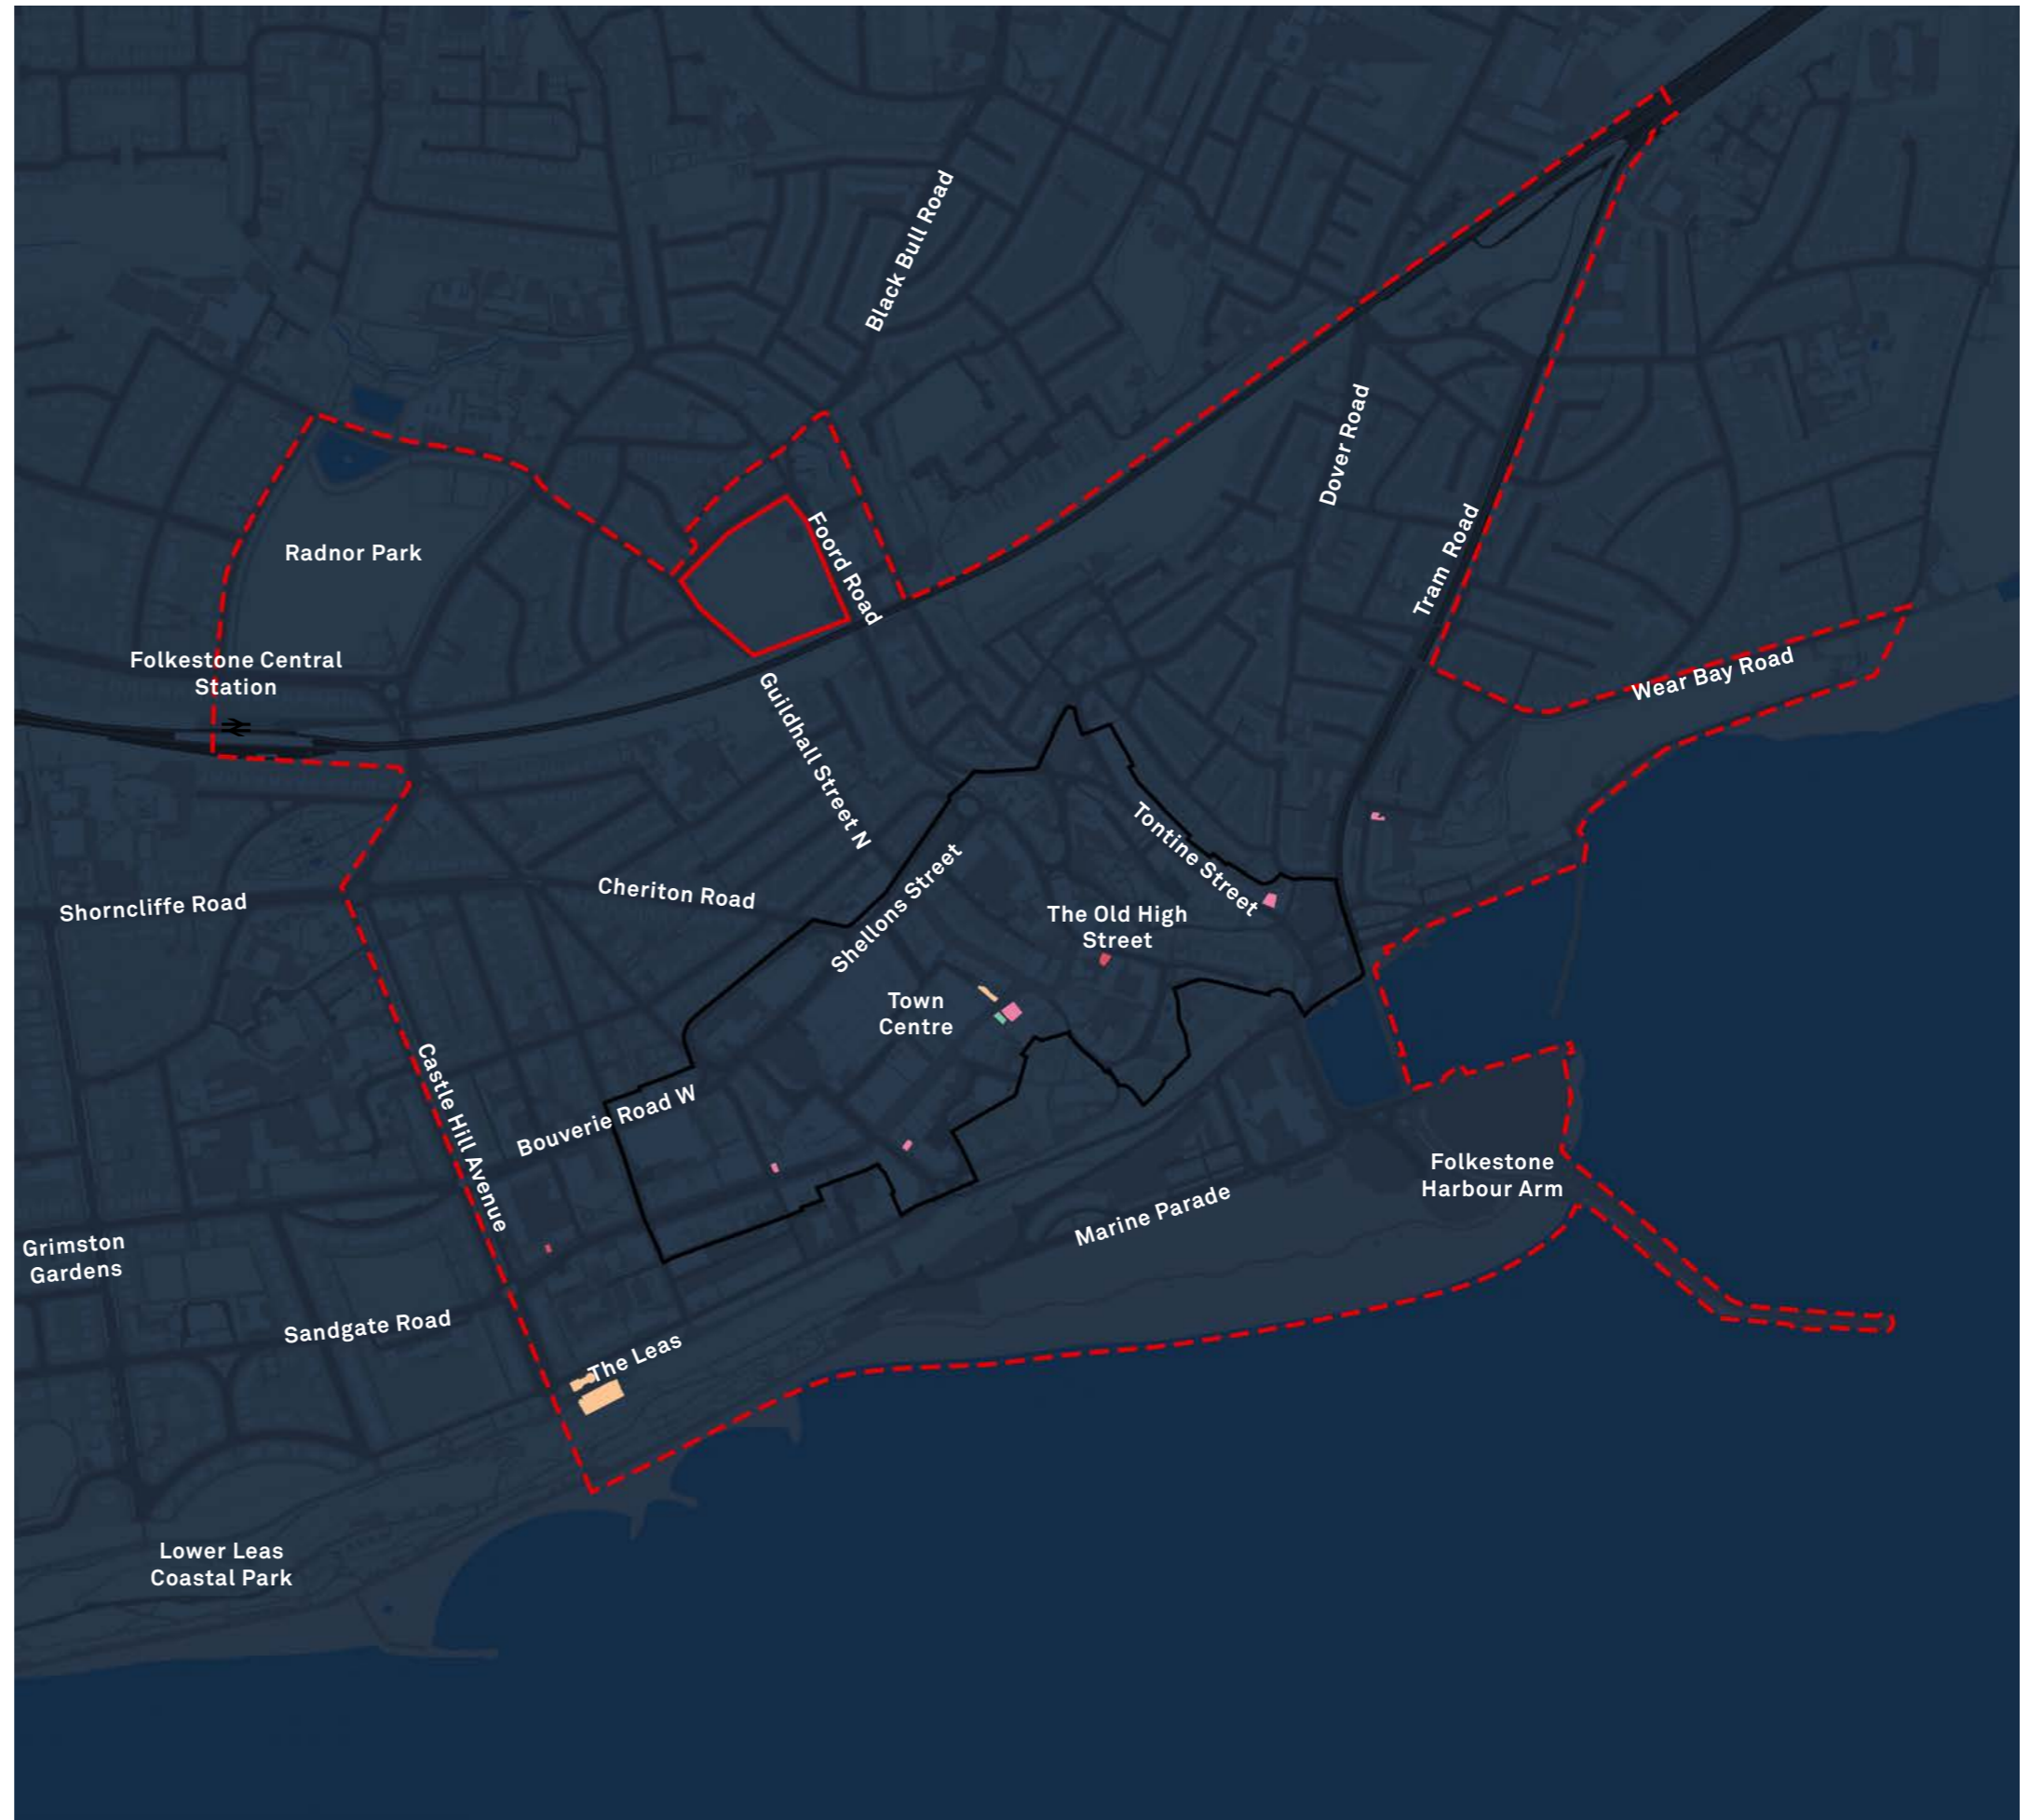 Black Bull Road
Dover Road
Foord Road
Tram Road
Radnor Park
Folkestone Central
Station
Wear Bay Road
Guildhall Street N
Tontine Street
Shellons Street
Cheriton Road
Shorncliffe Road
The Old High
Street
Town
Centre
Castle Hill Avenue
Bouverie Road W
Folkestone
Harbour Arm
Marine Parade
Grimston
Gardens
Sandgate Road
The Leas
Lower Leas
Coastal Park